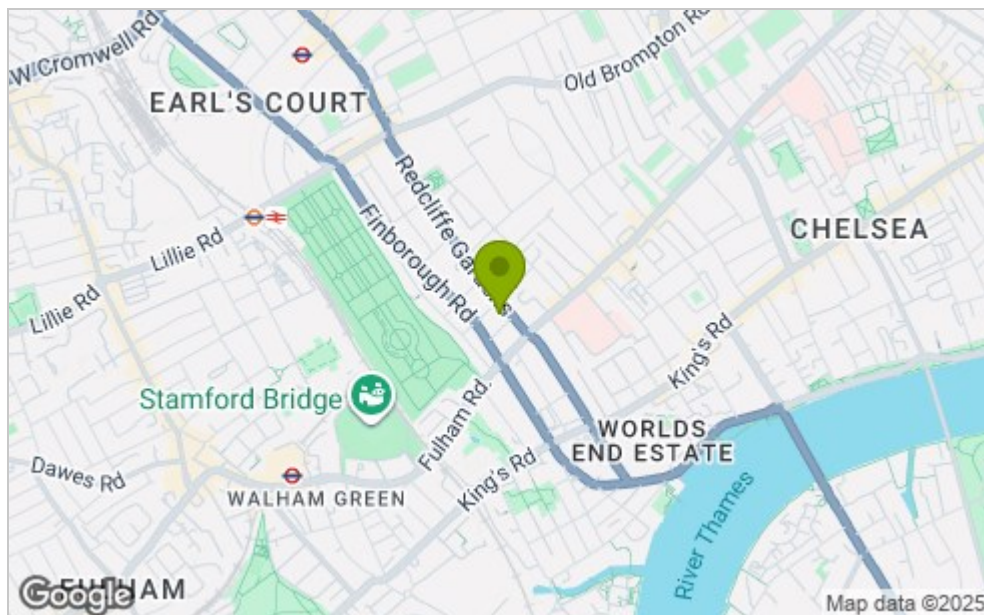 W Cromwell Rd
Old Brompton Rd
EARL'S COURT
Redcliffe Gardens
CHELSEA
Finborough Rd
Lillie Rd
Lillie Rd
King's Rd
Stamford Bridge
Fulham Rd.
WORLDS
END ESTATE
King's Rd
Dawes Rd
WALHAM GREEN
River Thames
FULHAM
Google
Map data ©2025